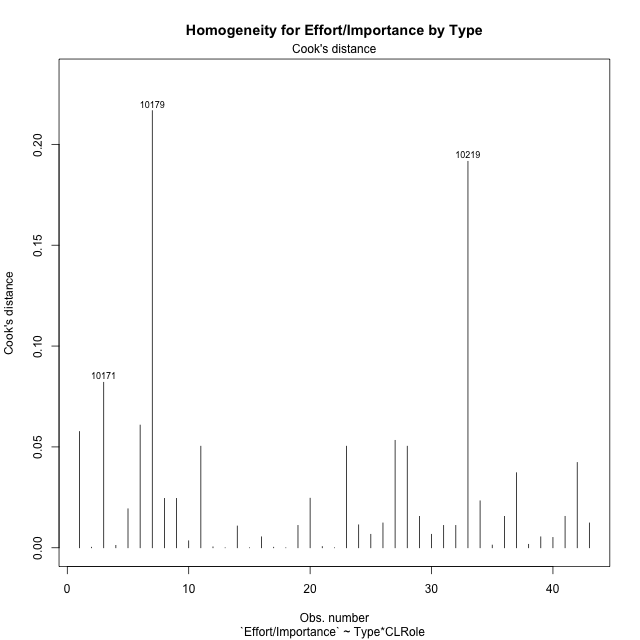 Homogeneity for Effort/Importance by Type
Cook's distance
10179
10219
10171
Cook's distance
0.00
0.05
0.10
0.15
0.20
0
10
20
30
40
Obs. number
`Effort/Importance` ~ Type*CLRole